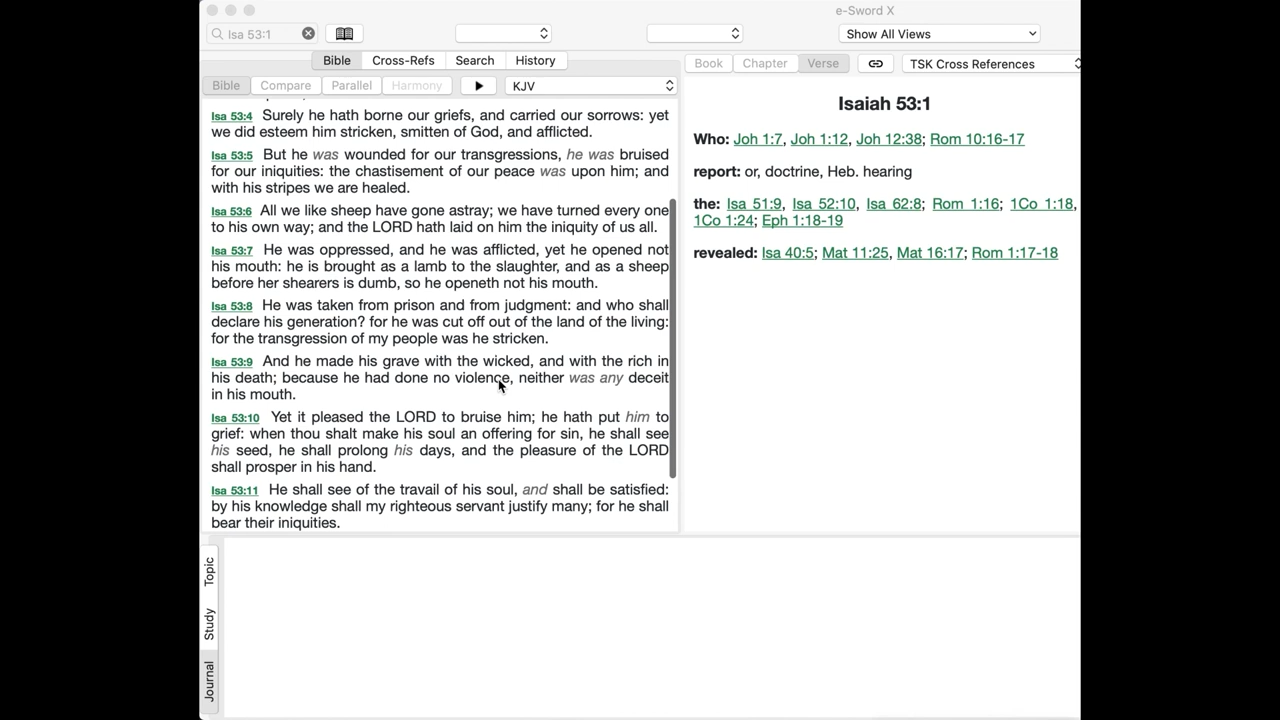 e-Sword X
Isa 53:1
Show All Views
Bible Cross-Refs Search History
Book Chapter Verse TSK Cross References
Bible Compare Parallel Harmony KJV
Isa 53:4 Surely he hath borne our griefs, and carried our sorrows: yet
we did esteem him stricken, smitten of God, and afflicted.
Isa 53:5 But he was wounded for our transgressions, he was bruised
for our iniquities: the chastisement of our peace was upon him; and
with his stripes we are healed.
Isa 53:6 All we like sheep have gone astray; we have turned every one
to his own way; and the LORD hath laid on him the iniquity of us all.
Isa 53:7 He was oppressed, and he was afflicted, yet he opened not
his mouth: he is brought as a lamb to the slaughter, and as a sheep
before her shearers is dumb, so he openeth not his mouth.
Isa 53:8 He was taken from prison and from judgment: and who shall
declare his generation? for he was cut off out of the land of the living:
for the transgression of my people was he stricken.
Isa 53:9 And he made his grave with the wicked, and with the rich in
his death; because he had done no violence, neither was any deceit
in his mouth.
Isa 53:10 Yet it pleased the LORD to bruise him; he hath put him to
grief: when thou shalt make his soul an offering for sin, he shall see
his seed, he shall prolong his days, and the pleasure of the LORD
shall prosper in his hand.
Isa 53:11 He shall see of the travail of his soul, and shall be satisfied:
by his knowledge shall my righteous servant justify many; for he shall
bear their iniquities.
Isaiah 53:1
Who: Joh 1:7, Joh 1:12, Joh 12:38; Rom 10:16-17
report: or, doctrine, Heb. hearing
the: Isa 51:9, Isa 52:10, Isa 62:8; Rom 1:16; 1Co 1:18,
1Co 1:24; Eph 1:18-19
revealed: Isa 40:5; Mat 11:25, Mat 16:17; Rom 1:17-18
Topic
Study
Journal